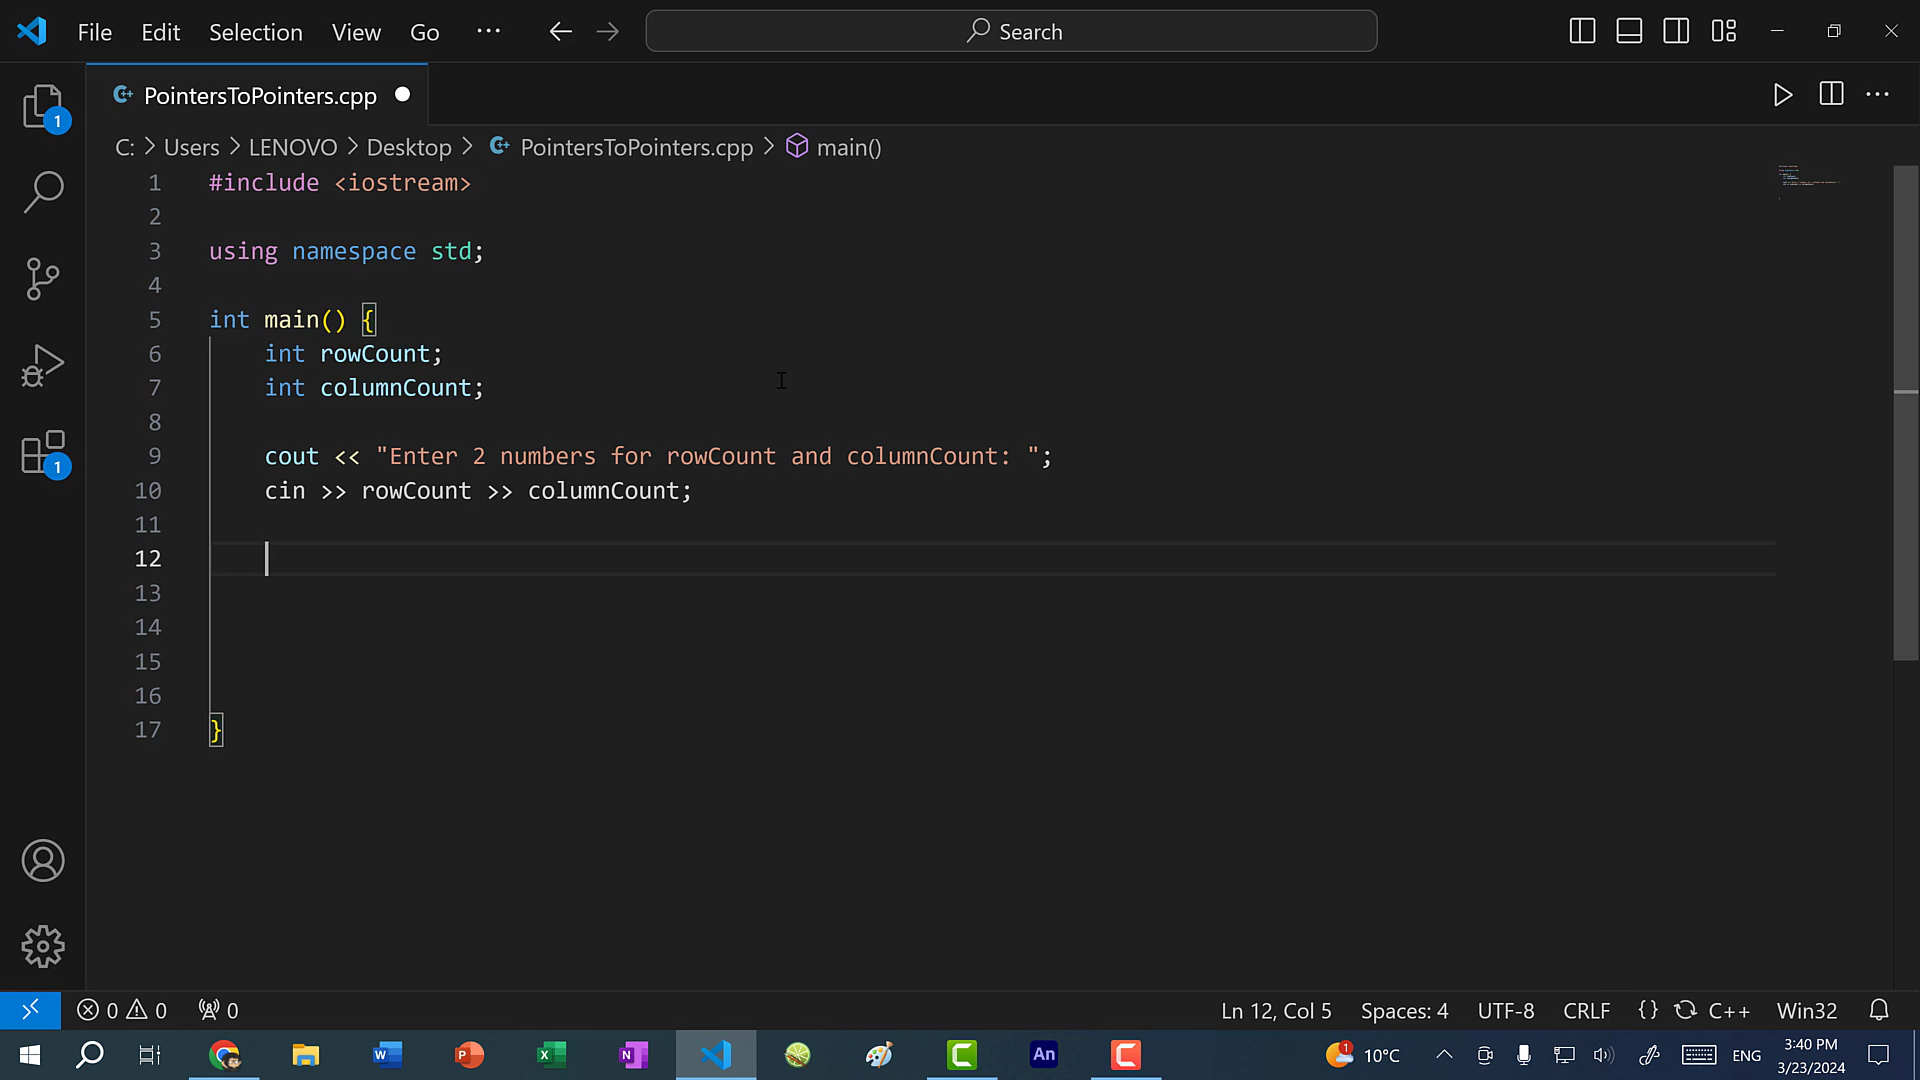 File Edit Selection View Go ··· Search
PointersToPointers.cpp
C: > Users > LENOVO > Desktop > PointersToPointers.cpp > main()
1 #include <iostream>
2
3 using namespace std;
4
5 int main() {
6 int rowCount;
7 int columnCount;
8
9 cout << "Enter 2 numbers for rowCount and columnCount: ";
10 cin >> rowCount >> columnCount;
11
12
13
14
15
16
17 }
1
1
0 0 0 Ln 12, Col 5 Spaces: 4 UTF-8 CRLF {} C++ Win32
W P X N An 1 10°C ENG 3:40 PM
3/23/2024